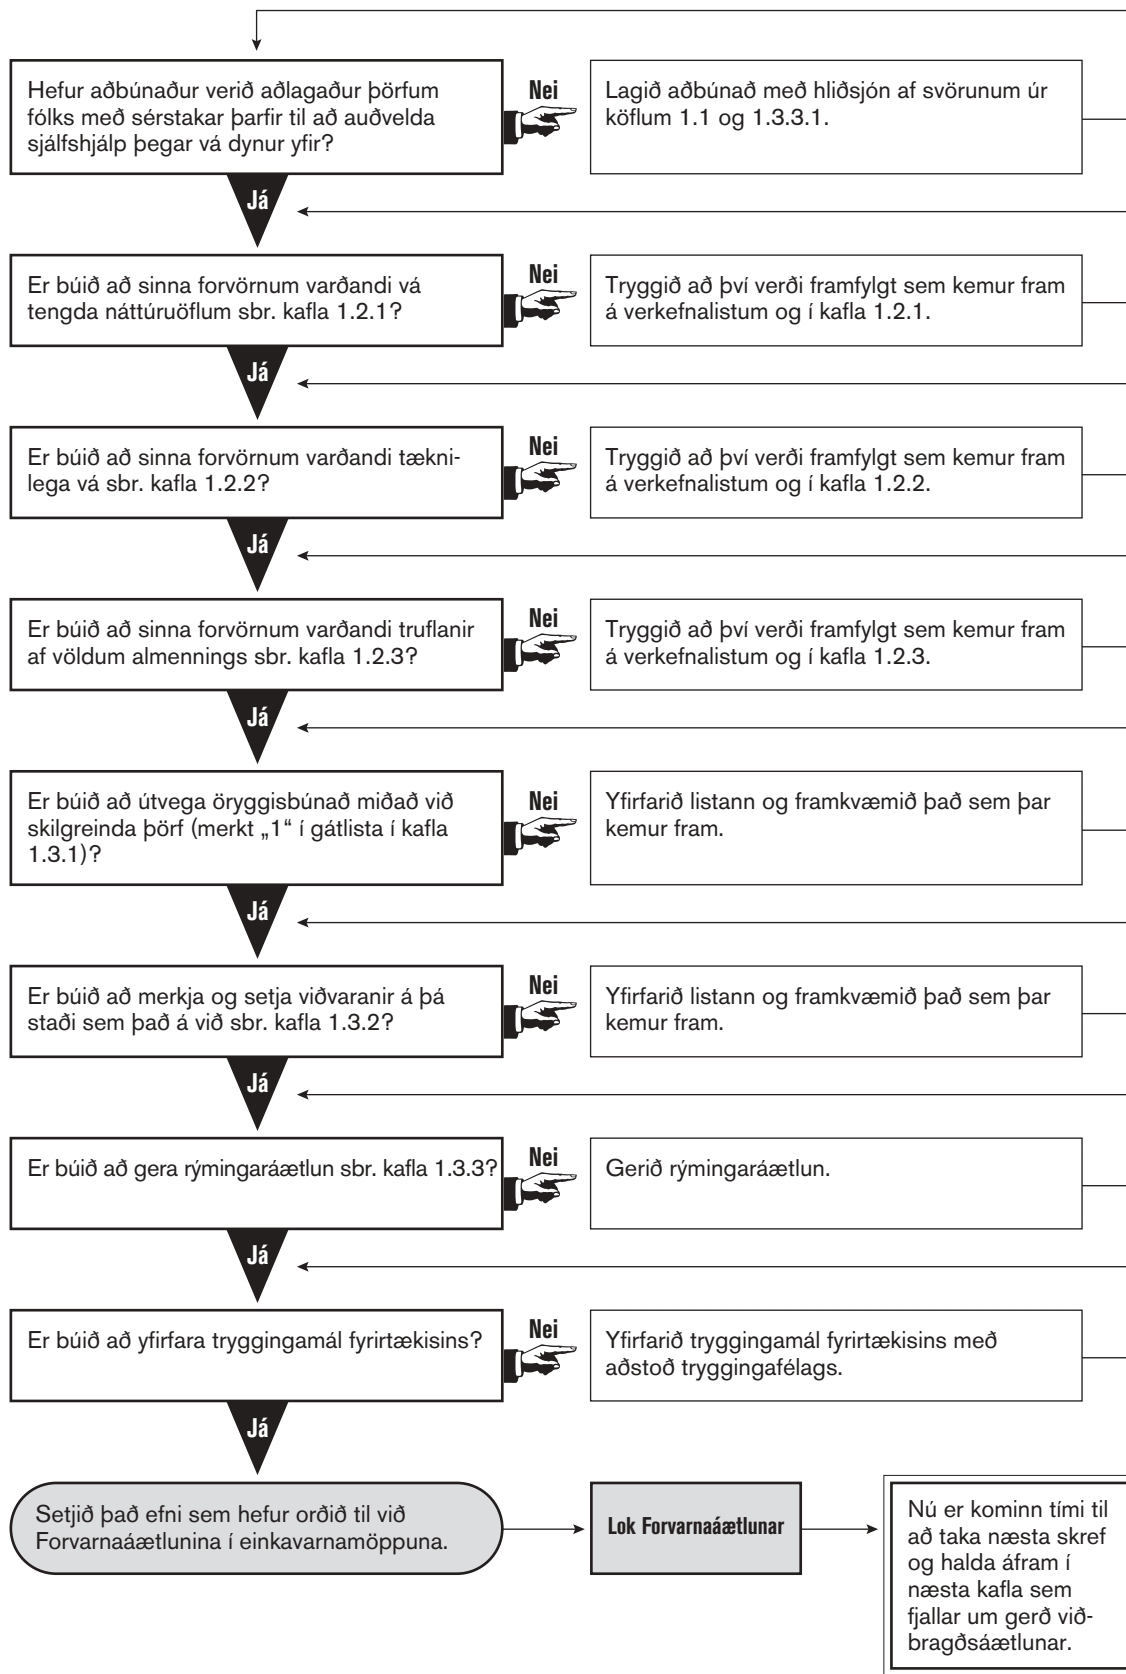 Hefur aðbúnaður verið aðlagaður þörfum
fólks með sérstakar þarfir til að auðvelda
sjálfshjálp þegar vá dynur yfir?
Nei
Lagið aðbúnað með hliðsjón af svörunum úr
köflum 1.1 og 1.3.3.1.
Já
Er búið að sinna forvörnum varðandi vá
tengda náttúruöflum sbr. kafla 1.2.1?
Nei
Tryggið að því verði framfylgt sem kemur fram
á verkefnalistum og í kafla 1.2.1.
Já
Er búið að sinna forvörnum varðandi tækni-
lega vá sbr. kafla 1.2.2?
Nei
Tryggið að því verði framfylgt sem kemur fram
á verkefnalistum og í kafla 1.2.2.
Já
Er búið að sinna forvörnum varðandi truflanir
af völdum almennings sbr. kafla 1.2.3?
Nei
Tryggið að því verði framfylgt sem kemur fram
á verkefnalistum og í kafla 1.2.3.
Já
Er búið að útvega öryggisbúnað miðað við
skilgreinda þörf (merkt „1“ í gátlista í kafla
1.3.1)?
Nei
Yfirfarið listann og framkvæmið það sem þar
kemur fram.
Já
Er búið að merkja og setja viðvaranir á þá
staði sem það á við sbr. kafla 1.3.2?
Nei
Yfirfarið listann og framkvæmið það sem þar
kemur fram.
Já
Er búið að gera rýmingaráætlun sbr. kafla 1.3.3?
Nei
Gerið rýmingaráætlun.
Já
Er búið að yfirfara tryggingamál fyrirtækisins?
Nei
Yfirfarið tryggingamál fyrirtækisins með
aðstoð tryggingafélags.
Já
Setjið það efni sem hefur orðið til við
Forvarnaáætlunina í einkavarnamöppuna.
Lok Forvarnaáætlunar
Nú er kominn tími til
að taka næsta skref
og halda áfram í
næsta kafla sem
fjallar um gerð við-
bragðsáætlunar.